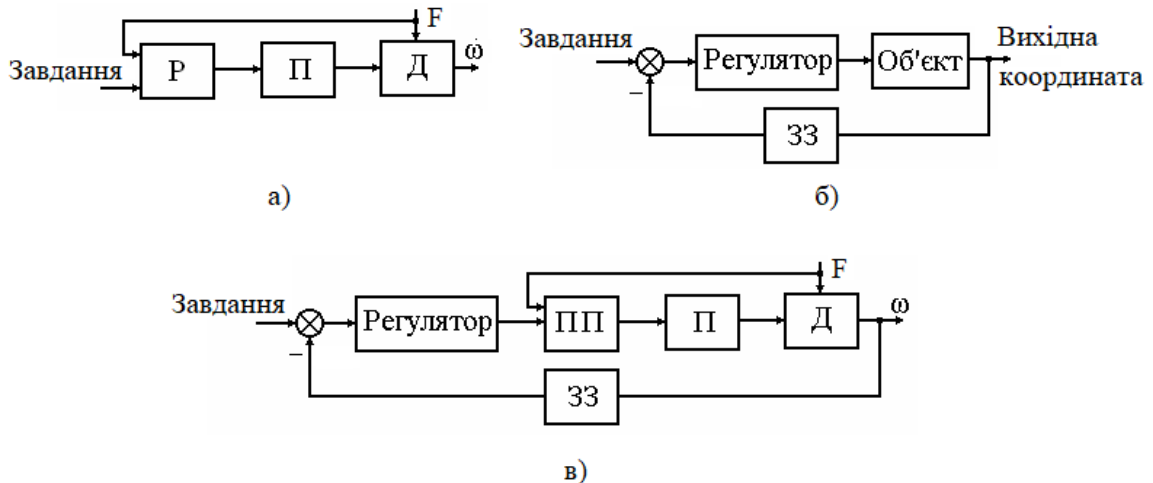 F
Завдання
Р
П
Д
ω
а)
Завдання
Регулятор
Об'єкт
Вихідна
координата
–
ЗЗ
б)
F
Завдання
Регулятор
ПП
П
Д
ω
–
ЗЗ
в)